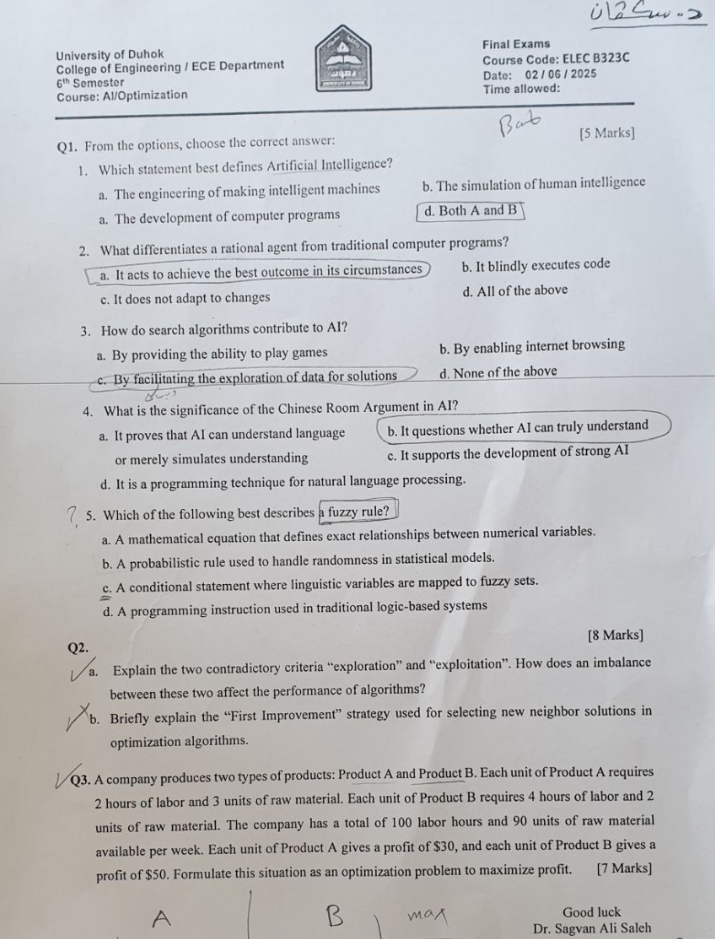 د. سكفان
University of Duhok
College of Engineering / ECE Department
6th Semester
Course: AI/Optimization
Final Exams
Course Code: ELEC B323C
Date: 02 / 06 / 2025
Time allowed:
Q1. From the options, choose the correct answer: [5 Marks]
1. Which statement best defines Artificial Intelligence?
a. The engineering of making intelligent machines b. The simulation of human intelligence
a. The development of computer programs d. Both A and B
2. What differentiates a rational agent from traditional computer programs?
a. It acts to achieve the best outcome in its circumstances b. It blindly executes code
c. It does not adapt to changes d. All of the above
3. How do search algorithms contribute to AI?
a. By providing the ability to play games b. By enabling internet browsing
c. By facilitating the exploration of data for solutions d. None of the above
4. What is the significance of the Chinese Room Argument in AI?
a. It proves that AI can understand language b. It questions whether AI can truly understand
or merely simulates understanding c. It supports the development of strong AI
d. It is a programming technique for natural language processing.
? 5. Which of the following best describes a fuzzy rule?
a. A mathematical equation that defines exact relationships between numerical variables.
b. A probabilistic rule used to handle randomness in statistical models.
c. A conditional statement where linguistic variables are mapped to fuzzy sets.
d. A programming instruction used in traditional logic-based systems
Q2. [8 Marks]
a. Explain the two contradictory criteria “exploration” and “exploitation”. How does an imbalance
between these two affect the performance of algorithms?
b. Briefly explain the “First Improvement” strategy used for selecting new neighbor solutions in
optimization algorithms.
Q3. A company produces two types of products: Product A and Product B. Each unit of Product A requires
2 hours of labor and 3 units of raw material. Each unit of Product B requires 4 hours of labor and 2
units of raw material. The company has a total of 100 labor hours and 90 units of raw material
available per week. Each unit of Product A gives a profit of $30, and each unit of Product B gives a
profit of $50. Formulate this situation as an optimization problem to maximize profit. [7 Marks]
A B max
Good luck
Dr. Sagvan Ali Saleh